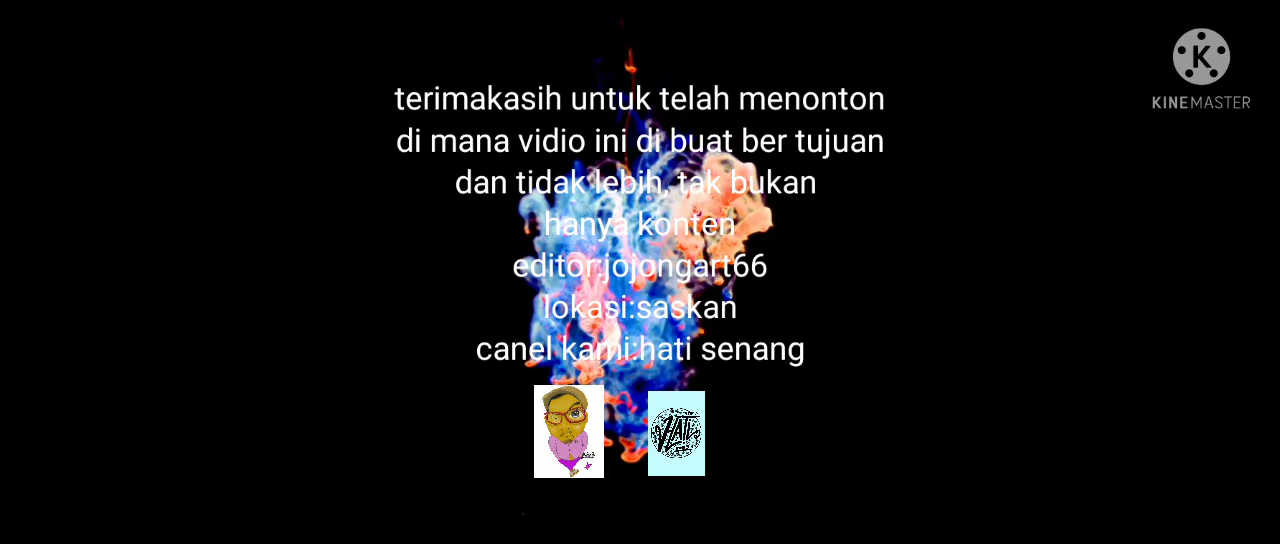 KINEMASTER
terimakasih untuk telah menonton
di mana vidio ini di buat ber tujuan
dan tidak lebih, tak bukan
hanya konten
editor:jojongart66
lokasi:saskan
canel kami:hati senang
HATI